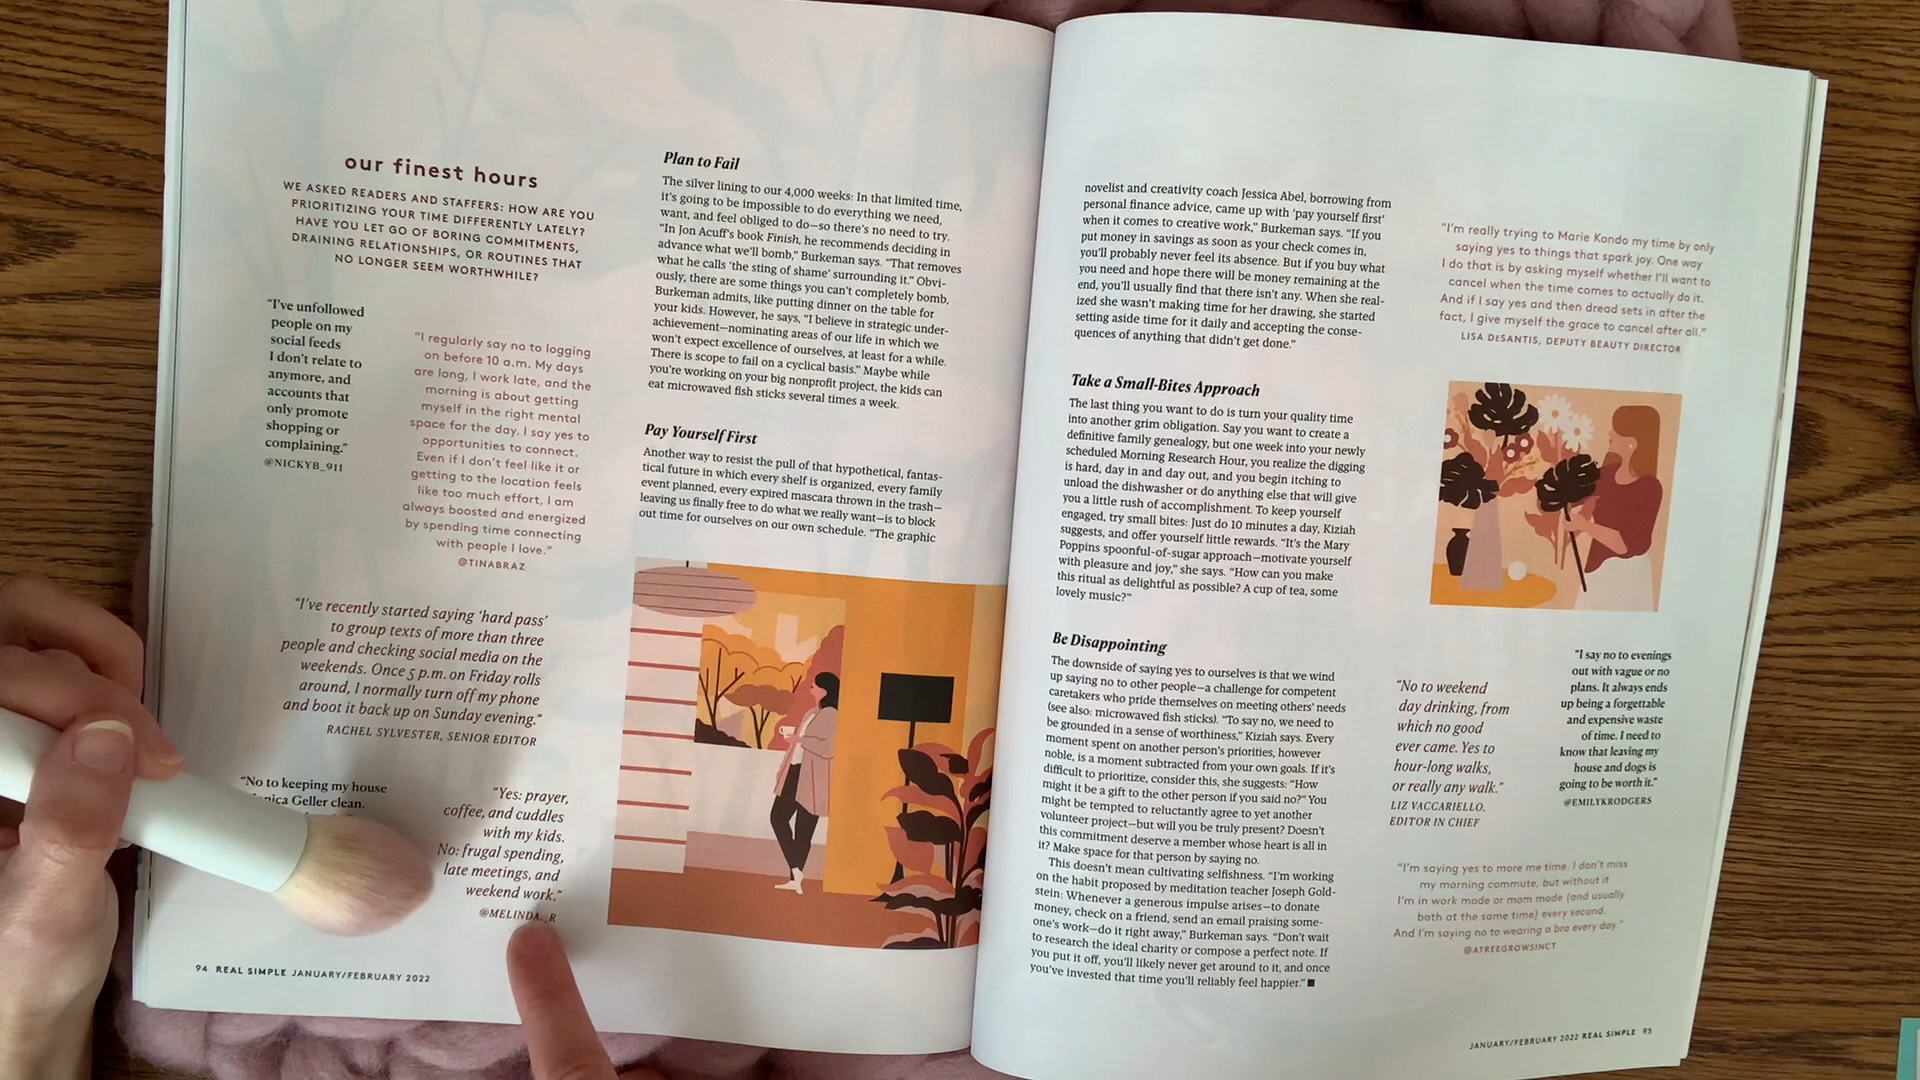 our finest hours
WE ASKED READERS AND STAFFERS: HOW ARE YOU
PRIORITIZING YOUR TIME DIFFERENTLY LATELY?
HAVE YOU LET GO OF BORING COMMITMENTS,
DRAINING RELATIONSHIPS, OR ROUTINES THAT
NO LONGER SEEM WORTHWHILE?
"I've unfollowed
people on my
social feeds
I don't relate to
anymore, and
accounts that
only promote
shopping or
complaining."
@NICKYB_911
"I regularly say no to logging
on before 10 a.m. My days
are long, I work late, and the
morning is about getting
myself in the right mental
space for the day. I say yes to
opportunities to connect.
Even if I don't feel like it or
getting to the location feels
like too much effort, I am
always boosted and energized
by spending time connecting
with people I love."
@TINABRAZ
"I've recently started saying 'hard pass'
to group texts of more than three
people and checking social media on the
weekends. Once 5 p.m. on Friday rolls
around, I normally turn off my phone
and boot it back up on Sunday evening."
RACHEL SYLVESTER, SENIOR EDITOR
"No to keeping my house
Geller clean.
"Yes: prayer,
coffee, and cuddles
with my kids.
No: frugal spending,
late meetings, and
weekend work."
@MELINDA_R
94 REAL SIMPLE JANUARY/FEBRUARY 2022
Plan to Fail
The silver lining to our 4,000 weeks: In that limited time,
it's going to be impossible to do everything we need,
want, and feel obliged to do—so there's no need to try.
"In Jon Acuff's book Finish, he recommends deciding in
advance what we'll bomb," Burkeman says. "That removes
what he calls 'the sting of shame' surrounding it." Obvi-
ously, there are some things you can't completely bomb,
Burkeman admits, like putting dinner on the table for
your kids. However, he says, "I believe in strategic under-
achievement—nominating areas of our life in which we
won't expect excellence of ourselves, at least for a while.
There is scope to fail on a cyclical basis." Maybe while
you're working on your big nonprofit project, the kids can
eat microwaved fish sticks several times a week.
Pay Yourself First
Another way to resist the pull of that hypothetical, fantas-
tical future in which every shelf is organized, every family
event planned, every expired mascara thrown in the trash—
leaving us finally free to do what we really want—is to block
out time for ourselves on our own schedule. "The graphic
novelist and creativity coach Jessica Abel, borrowing from
personal finance advice, came up with 'pay yourself first'
when it comes to creative work," Burkeman says. "If you
put money in savings as soon as your check comes in,
you'll probably never feel its absence. But if you buy what
you need and hope there will be money remaining at the
end, you'll usually find that there isn't any. When she real-
ized she wasn't making time for her drawing, she started
setting aside time for it daily and accepting the conse-
quences of anything that didn't get done."
Take a Small-Bites Approach
The last thing you want to do is turn your quality time
into another grim obligation. Say you want to create a
definitive family genealogy, but one week into your newly
scheduled Morning Research Hour, you realize the digging
is hard, day in and day out, and you begin itching to
unload the dishwasher or do anything else that will give
you a little rush of accomplishment. To keep yourself
engaged, try small bites: Just do 10 minutes a day, Kiziah
suggests, and offer yourself little rewards. "It's the Mary
Poppins spoonful-of-sugar approach—motivate yourself
with pleasure and joy," she says. "How can you make
this ritual as delightful as possible? A cup of tea, some
lovely music?"
Be Disappointing
The downside of saying yes to ourselves is that we wind
up saying no to other people—a challenge for competent
caretakers who pride themselves on meeting others' needs
(see also: microwaved fish sticks). "To say no, we need to
be grounded in a sense of worthiness," Kiziah says. Every
moment spent on another person's priorities, however
noble, is a moment subtracted from your own goals. If it's
difficult to prioritize, consider this, she suggests: "How
might it be a gift to the other person if you said no?" You
might be tempted to reluctantly agree to yet another
volunteer project—but will you be truly present? Doesn't
this commitment deserve a member whose heart is all in
it? Make space for that person by saying no.
This doesn't mean cultivating selfishness. "I'm working
on the habit proposed by meditation teacher Joseph Gold-
stein: Whenever a generous impulse arises—to donate
money, check on a friend, send an email praising some-
one's work—do it right away," Burkeman says. "Don't wait
to research the ideal charity or compose a perfect note. If
you put it off, you'll likely never get around to it, and once
you've invested that time you'll reliably feel happier." ■
"I'm really trying to Marie Kondo my time by only
saying yes to things that spark joy. One way
I do that is by asking myself whether I'll want to
cancel when the time comes to actually do it.
And if I say yes and then dread sets in after the
fact, I give myself the grace to cancel after all."
LISA DESANTIS, DEPUTY BEAUTY DIRECTOR
"No to weekend
day drinking, from
which no good
ever came. Yes to
hour-long walks,
or really any walk."
LIZ VACCARIELLO,
EDITOR IN CHIEF
"I say no to evenings
out with vague or no
plans. It always ends
up being a forgettable
and expensive waste
of time. I need to
know that leaving my
house and dogs is
going to be worth it."
@EMILYKRODGERS
"I'm saying yes to more me time. I don't miss
my morning commute, but without it
I'm in work mode or mom mode (and usually
both at the same time) every second.
And I'm saying no to wearing a bra every day."
@ATREEGROWSINCT
JANUARY/FEBRUARY 2022 REAL SIMPLE 95